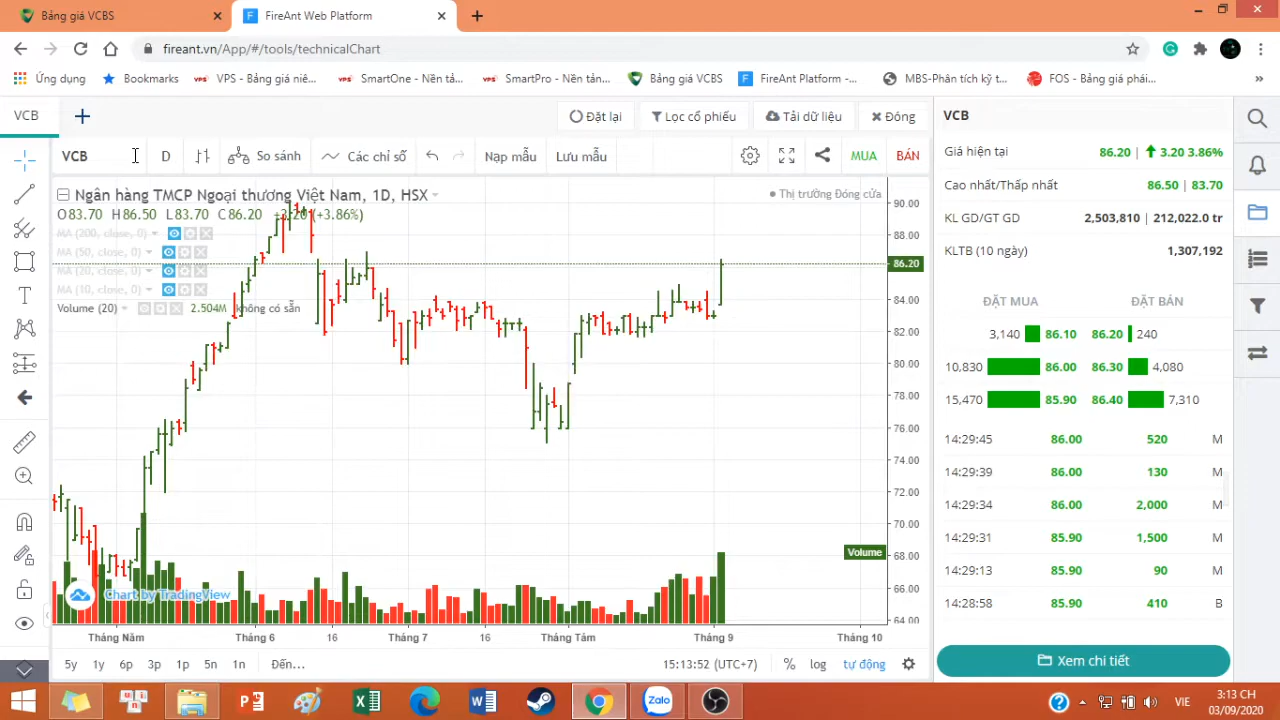 Bảng giá VCBS
FireAnt Web Platform
fireant.vn/App/#/tools/technicalChart
Ứng dụng
Bookmarks
VPS - Bảng giá niê...
SmartOne - Nền tả...
SmartPro - Nền tản...
Bảng giá VCBS
FireAnt Platform -...
MBS-Phân tích kỹ t...
FOS - Bảng giá phái...
»
VCB
Đặt lại
Lọc cổ phiếu
Tải dữ liệu
Đóng
VCB
D
So sánh
Các chỉ số
Nạp mẫu
Lưu mẫu
MUA
BÁN
Ngân hàng TMCP Ngoại thương Việt Nam, 1D, HSX
Thị trường Đóng cửa
O83.70 H86.50 L83.70 C86.20 +3.20 (+3.86%)
MA (200, close, 0)
MA (50, close, 0)
MA (20, close, 0)
MA (10, close, 0)
Volume (20) 2.504M không có sẵn
90.00
88.00
86.20
84.00
82.00
80.00
78.00
76.00
74.00
72.00
70.00
68.00
66.00
64.00
Volume
Chart by TradingView
Tháng Năm
Tháng 6
16
Tháng 7
16
Tháng Tám
Tháng 9
Tháng 10
5y 1y 6p 3p 1p 5n 1n Đến...
15:13:52 (UTC+7)
% log tự động
VCB
Giá hiện tại 86.20 | 3.20 3.86%
Cao nhất/Thấp nhất 86.50 | 83.70
KL GD/GT GD 2,503,810 | 212,022.0 tr
KLTB (10 ngày) 1,307,192
ĐẶT MUA ĐẶT BÁN
3,140 86.10 86.20 240
10,830 86.00 86.30 4,080
15,470 85.90 86.40 7,310
14:29:45 86.00 520 M
14:29:39 86.00 130 M
14:29:34 86.00 2,000 M
14:29:31 85.90 1,500 M
14:29:13 85.90 90 M
14:28:58 85.90 410 B
Xem chi tiết
Zalo
VIE
3:13 CH
03/09/2020